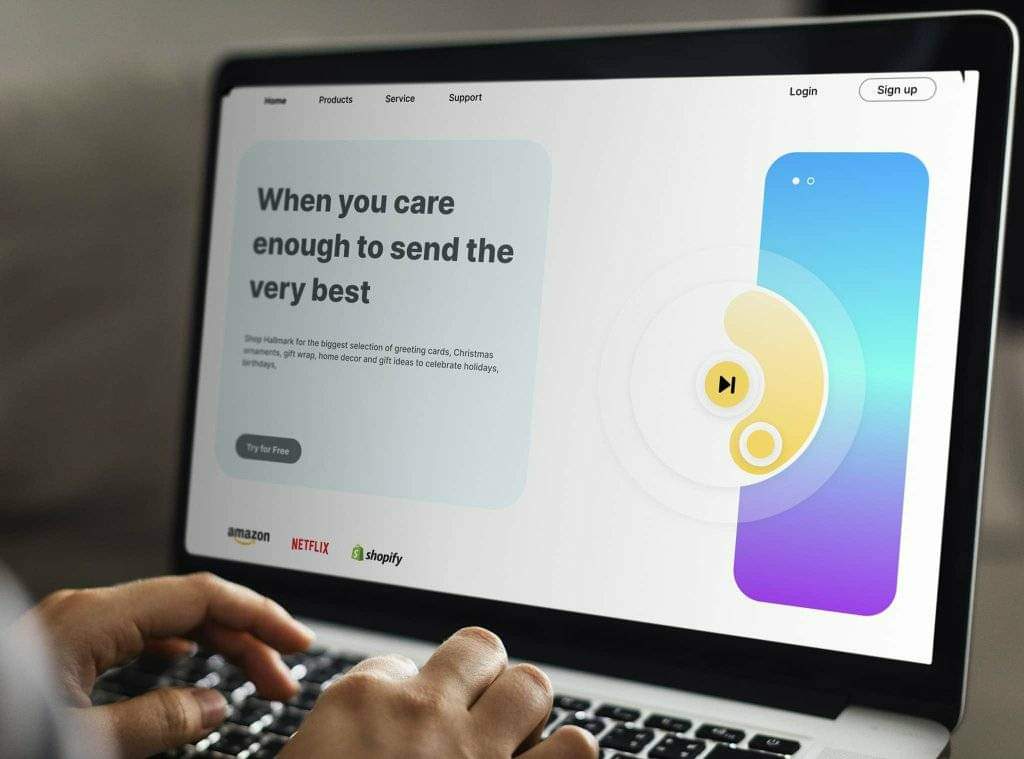 Home Products Service Support Login Sign up
When you care
enough to send the
very best
Shop Hallmark for the biggest selection of greeting cards, Christmas
ornaments, gift wrap, home decor and gift ideas to celebrate holidays,
birthdays,
Try for Free
amazon NETFLIX shopify